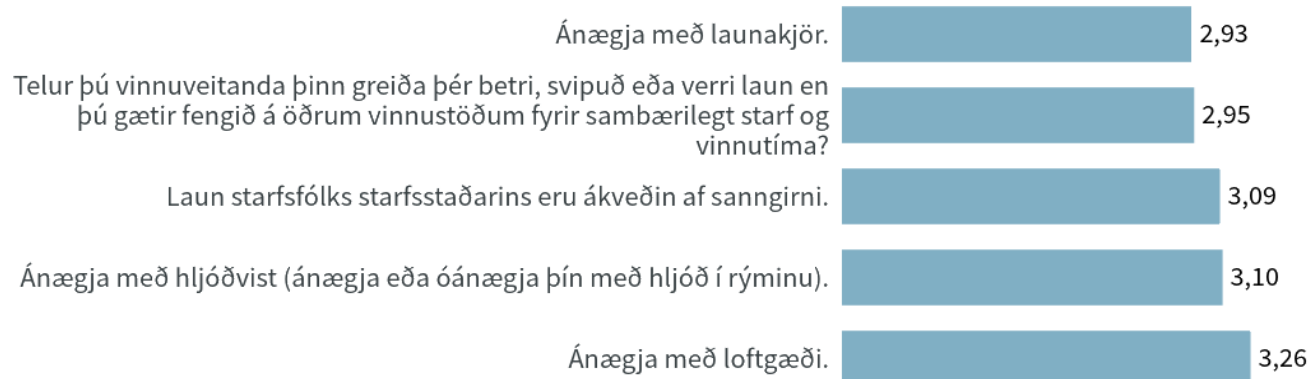 Ánægja með launakjör.
2,93
Telur þú vinnuveitanda þinn greiða þér betri, svipuð eða verri laun en
þú gætir fengið á öðrum vinnustöðum fyrir sambærilegt starf og
vinnutíma?
2,95
Laun starfsfólks starfsstaðarins eru ákveðin af sanngirni.
3,09
Ánægja með hljóðvist (ánægja eða óánægja þín með hljóð í rýminu).
3,10
Ánægja með loftgæði.
3,26